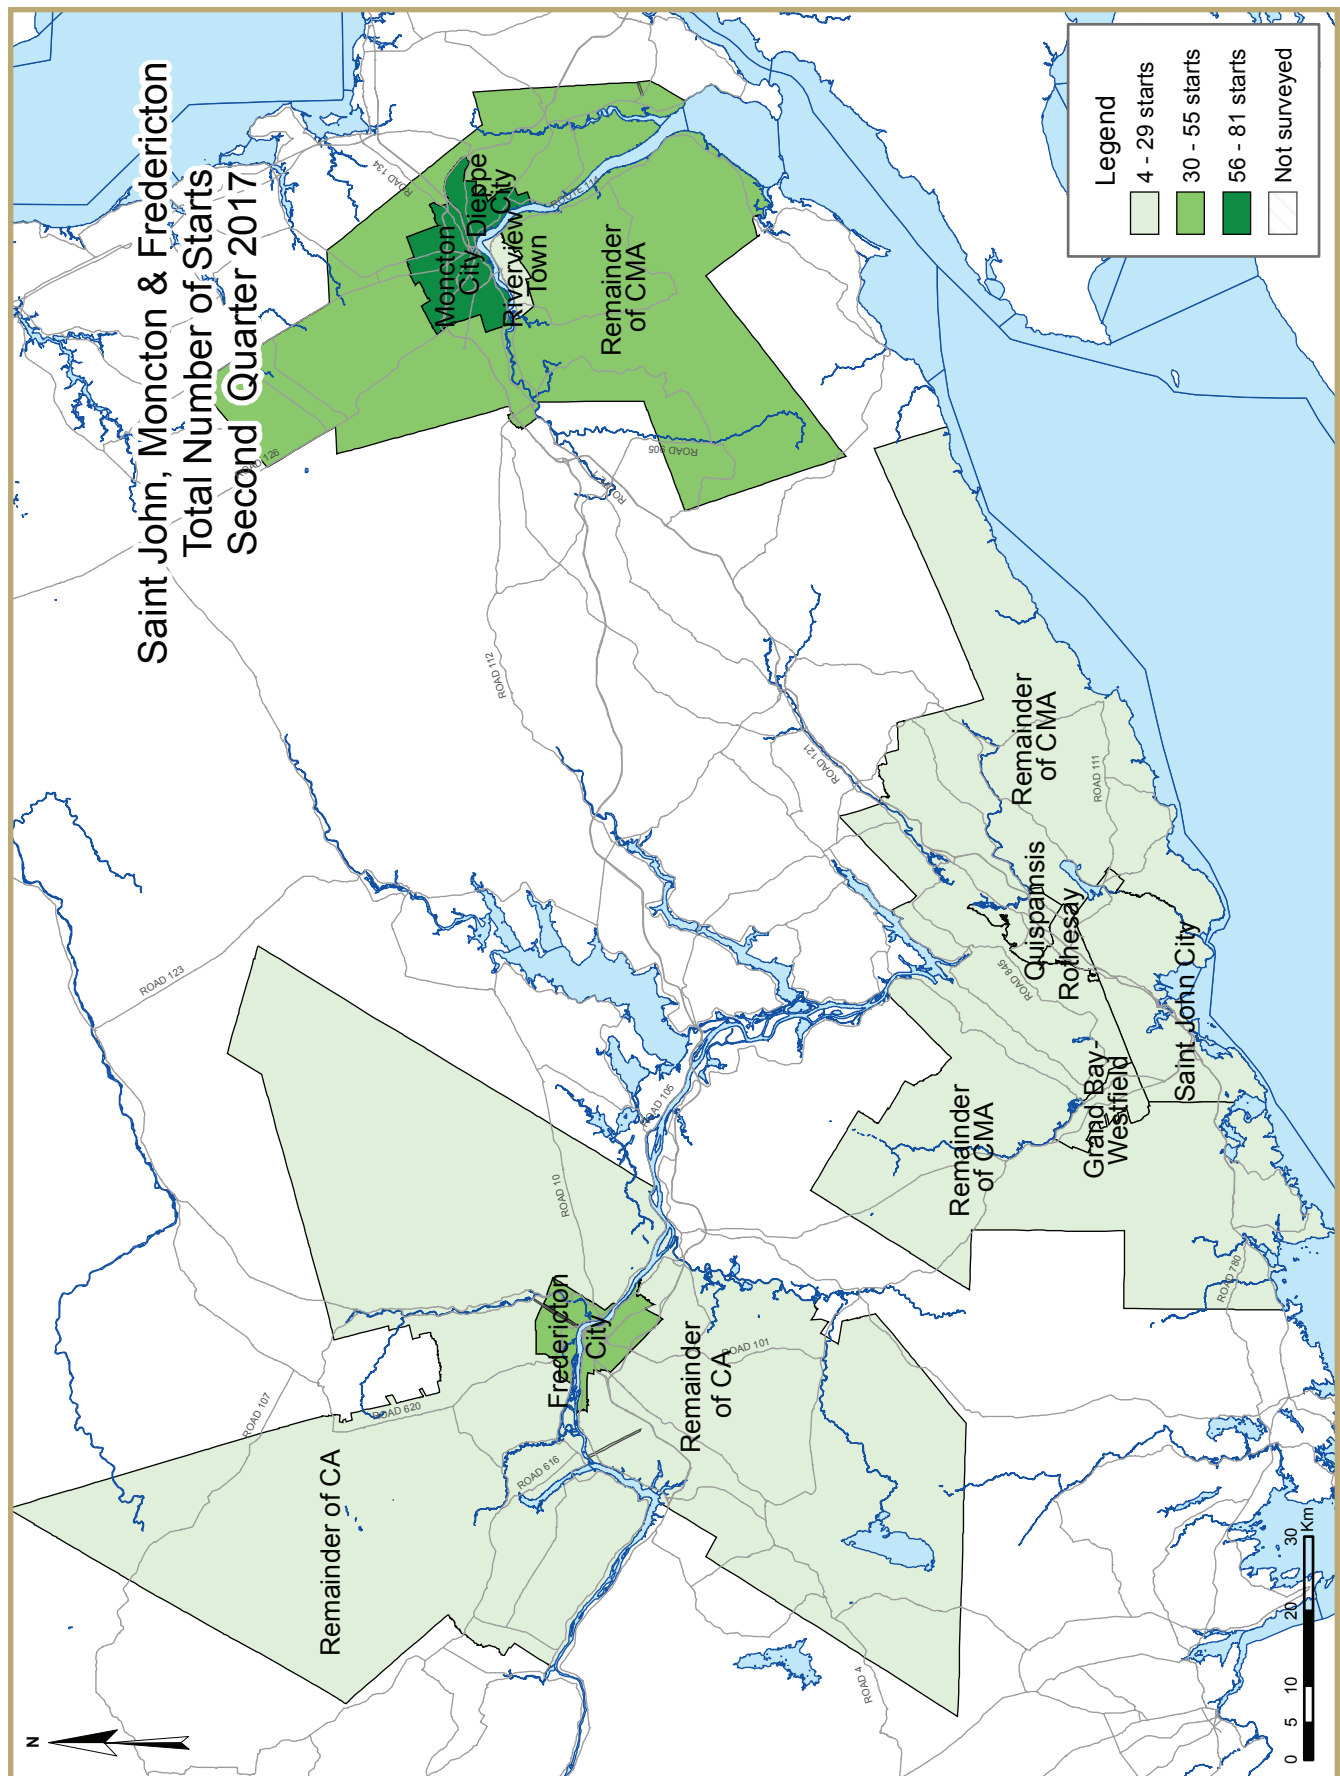 Saint John, Moncton & Fredericton
Total Number of Starts
Second Quarter 2017
Legend
4 - 29 starts
30 - 55 starts
56 - 81 starts
Not surveyed
N
ROAD 126
ROAD 134
Moncton
City
Dieppe
City
Riverview
Town
ROUTE 114
Remainder
of CMA
ROAD 905
ROUTE 1
ROAD 112
ROAD 123
ROAD 121
ROAD 107
Remainder of CA
ROAD 620
ROAD 616
ROAD 10
ROAD 105
Fredericton
City
Remainder
of CA
ROAD 101
ROAD 4
Remainder
of CMA
ROAD 111
Quispamsis
Rothesay
ROAD 845
Saint John City
Grand Bay -
Westfield
Remainder
of CMA
ROAD 780
0 5 10 20 30
Km